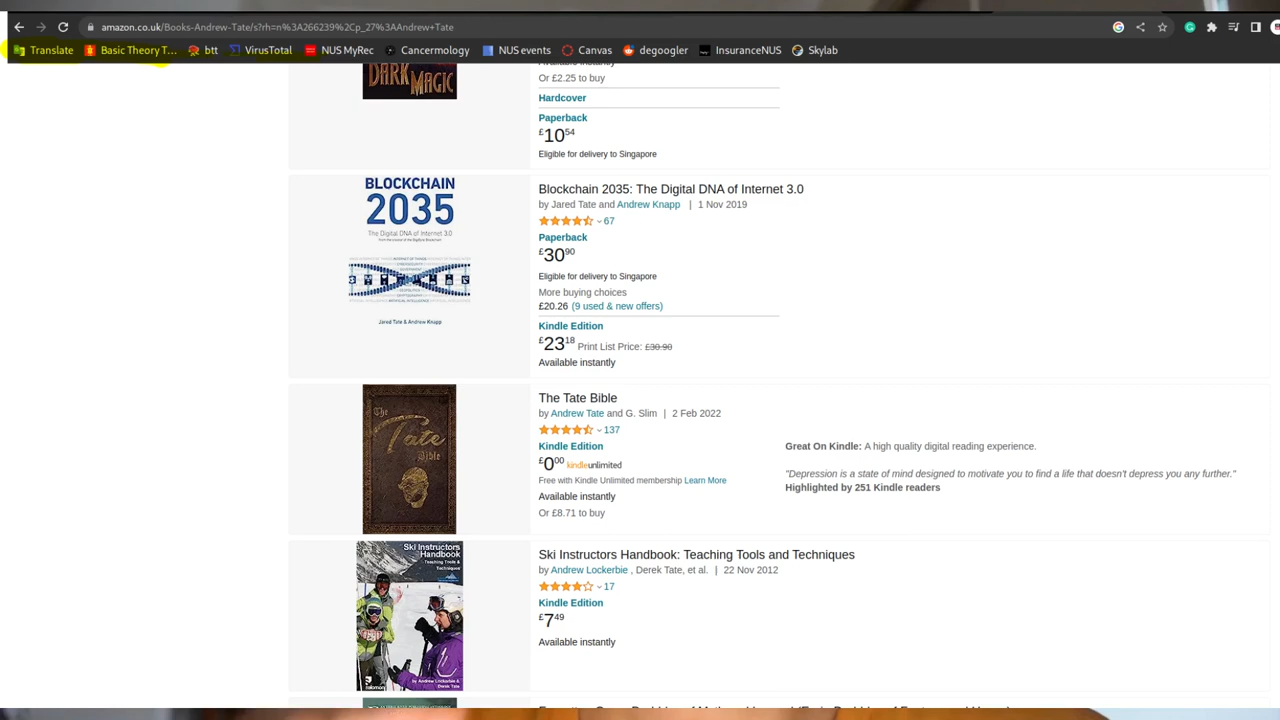 amazon.co.uk/Books-Andrew-Tate/s?rh=n%3A266239%2Cp_27%3AAndrew+Tate
Translate Basic Theory T... btt VirusTotal NUS MyRec Cancermology NUS events Canvas degoogler InsuranceNUS Skylab
DARK MAGIC
Available instantly
Or £2.25 to buy
Hardcover
Paperback
£10 54
Eligible for delivery to Singapore
BLOCKCHAIN
2035
The Digital DNA of Internet 3.0
Jared Tate & Andrew Knapp
Blockchain 2035: The Digital DNA of Internet 3.0
by Jared Tate and Andrew Knapp | 1 Nov 2019
67
Paperback
£30 90
Eligible for delivery to Singapore
More buying choices
£20.26 (9 used & new offers)
Kindle Edition
£23 18 Print List Price: £30.90
Available instantly
The
Tate
Bible
The Tate Bible
by Andrew Tate and G. Slim | 2 Feb 2022
137
Kindle Edition
£0 00 kindleunlimited
Free with Kindle Unlimited membership Learn More
Available instantly
Or £8.71 to buy
Great On Kindle: A high quality digital reading experience.
"Depression is a state of mind designed to motivate you to find a life that doesn't depress you any further."
Highlighted by 251 Kindle readers
Ski Instructors
Handbook
Teaching Tools &
Techniques
salomon
by Andrew Lockerbie &
Derek Tate
Ski Instructors Handbook: Teaching Tools and Techniques
by Andrew Lockerbie , Derek Tate, et al. | 22 Nov 2012
17
Kindle Edition
£7 49
Available instantly